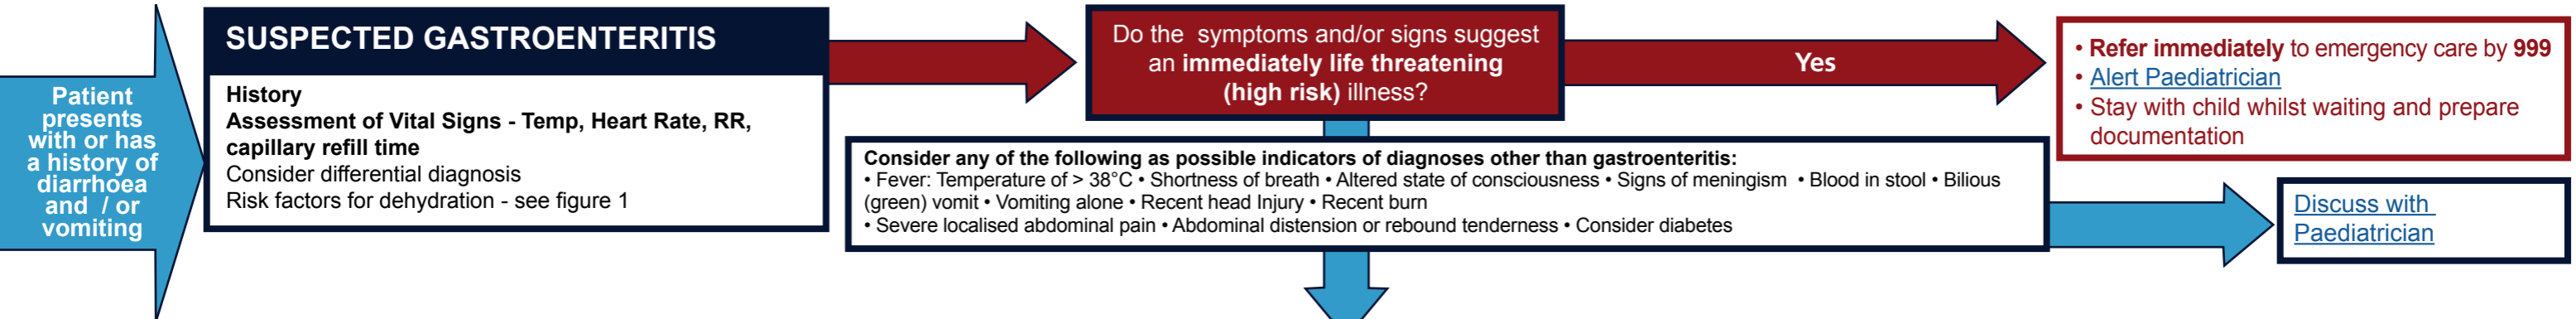 Patient
presents
with or has
a history of
diarrhoea
and / or
vomiting
SUSPECTED GASTROENTERITIS
History
Assessment of Vital Signs - Temp, Heart Rate, RR,
capillary refill time
Consider differential diagnosis
Risk factors for dehydration - see figure 1
Do the symptoms and/or signs suggest
an immediately life threatening
(high risk) illness?
Yes
• Refer immediately to emergency care by 999
• Alert Paediatrician
• Stay with child whilst waiting and prepare
documentation
Consider any of the following as possible indicators of diagnoses other than gastroenteritis:
• Fever: Temperature of > 38°C • Shortness of breath • Altered state of consciousness • Signs of meningism • Blood in stool • Bilious
(green) vomit • Vomiting alone • Recent head Injury • Recent burn
• Severe localised abdominal pain • Abdominal distension or rebound tenderness • Consider diabetes
Discuss with
Paediatrician